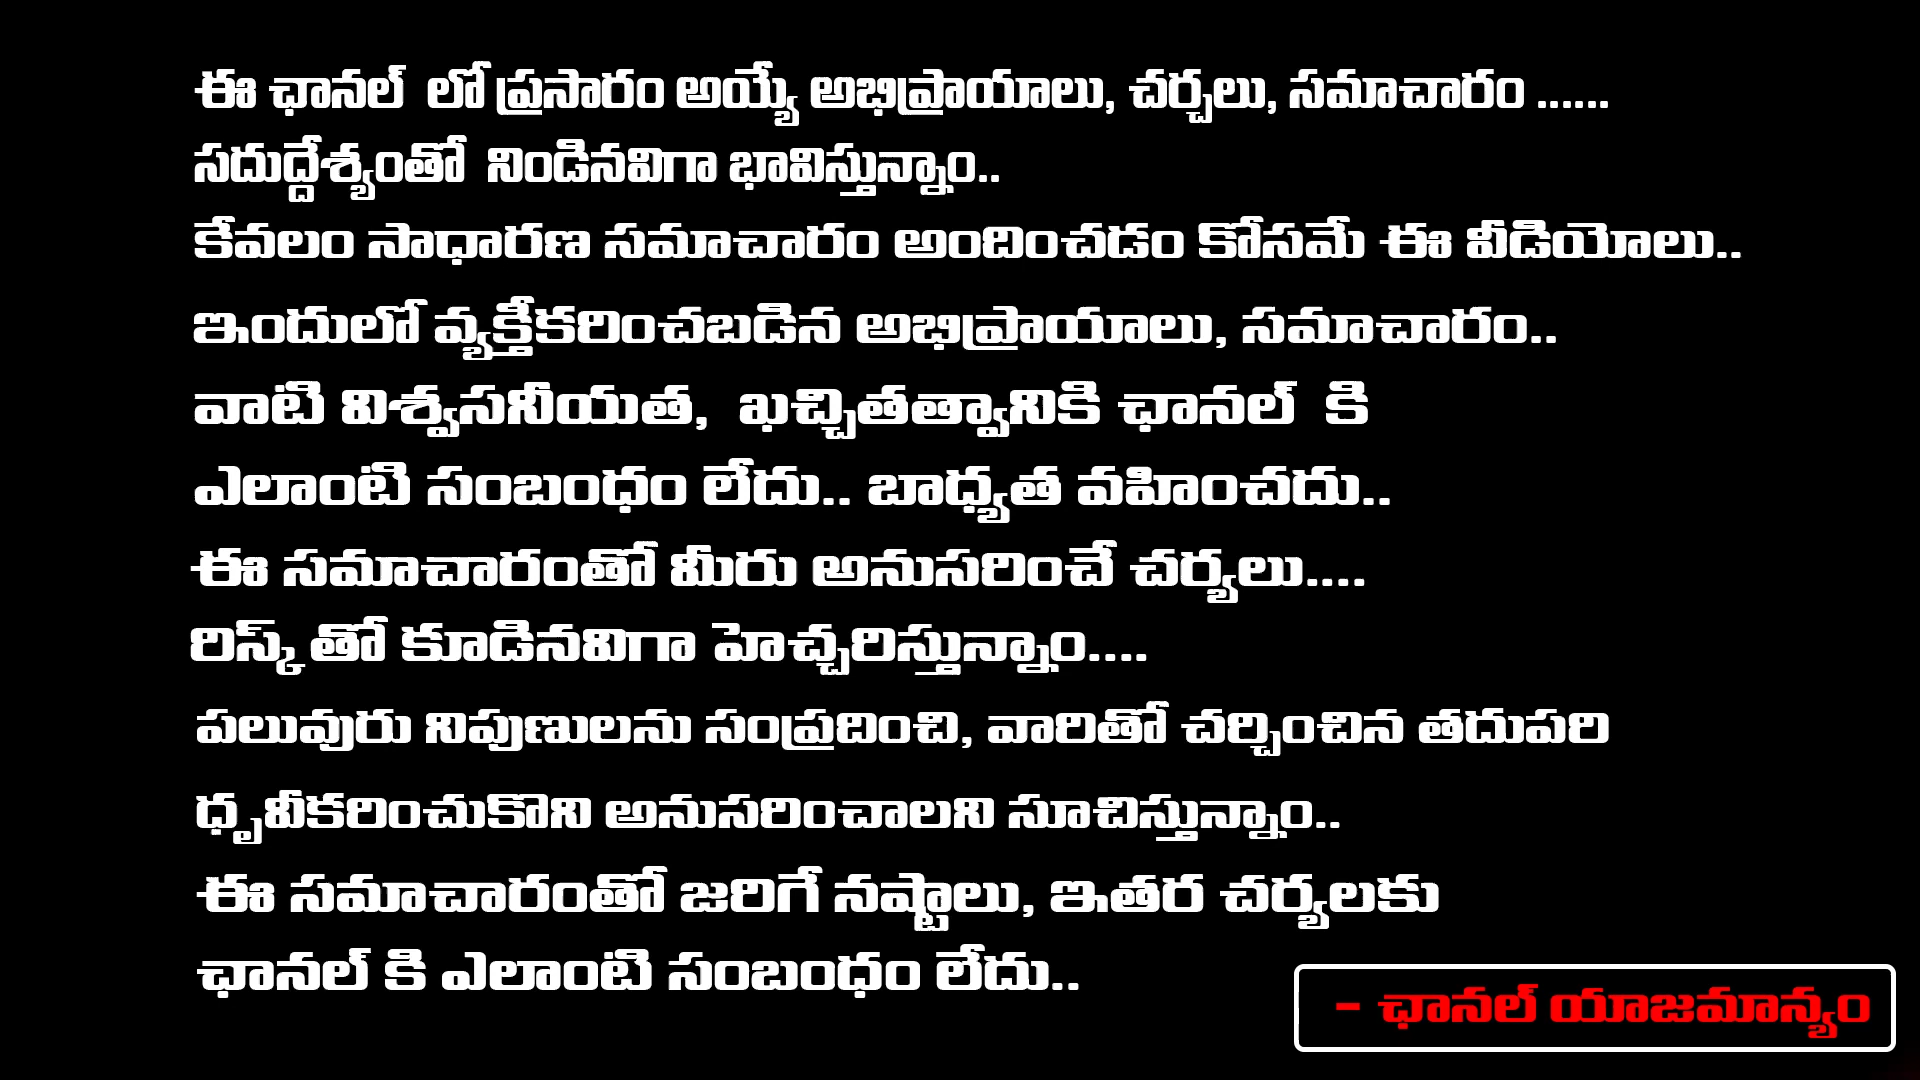 ఈ ఛానల్ లో ప్రసారం అయ్యే అభిప్రాయాలు, చర్చలు, సమాచారం ......
సదుద్దేశ్యంతో నిండినవిగా భావిస్తున్నాం..
కేవలం సాధారణ సమాచారం అందించడం కోసమే ఈ వీడియోలు..
ఇందులో వ్యక్తీకరించబడిన అభిప్రాయాలు, సమాచారం..
వాటి విశ్వసనీయత, ఖచ్చితత్వానికి ఛానల్ కి
ఎలాంటి సంబంధం లేదు.. బాధ్యత వహించదు..
ఈ సమాచారంతో మీరు అనుసరించే చర్యలు....
రిస్క్ తో కూడినవిగా హెచ్చరిస్తున్నాం....
పలువురు నిపుణులను సంప్రదించి, వారితో చర్చించిన తదుపరి
ధృవీకరించుకొని అనుసరించాలని సూచిస్తున్నాం..
ఈ సమాచారంతో జరిగే నష్టాలు, ఇతర చర్యలకు
ఛానల్ కి ఎలాంటి సంబంధం లేదు..
- ఛానల్ యాజమాన్యం